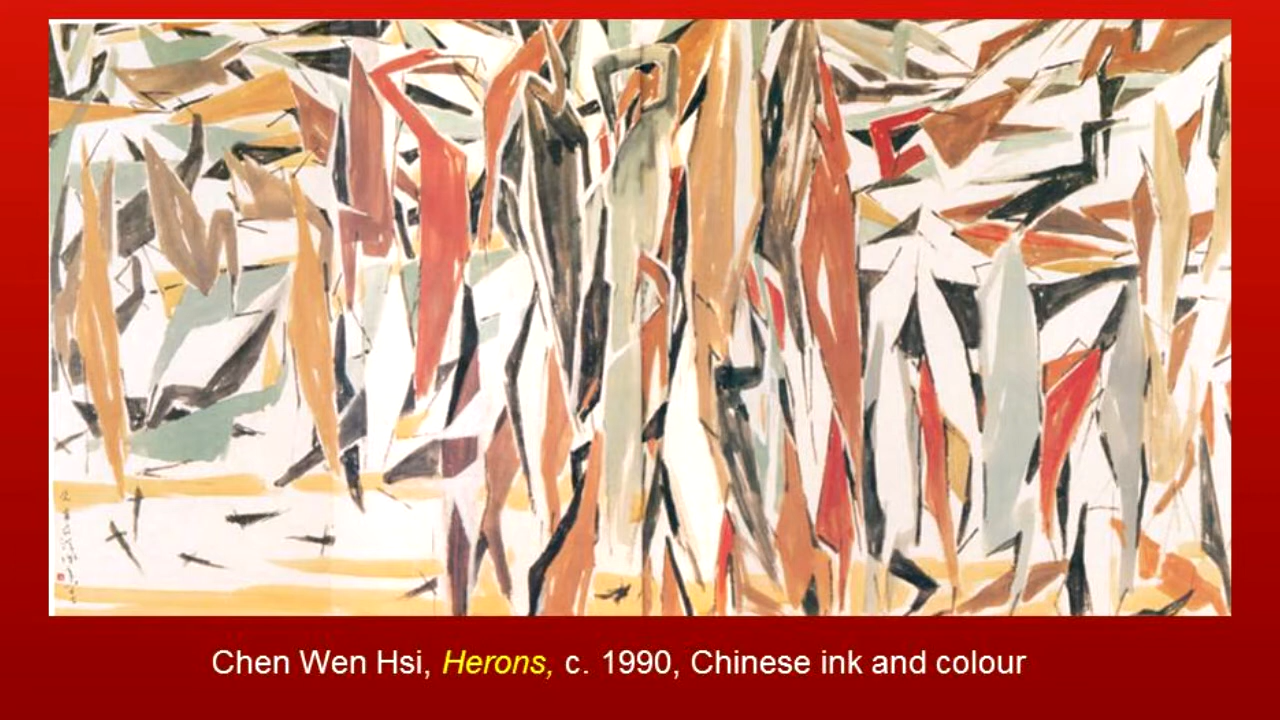 Chen Wen Hsi, Herons, c. 1990, Chinese ink and colour